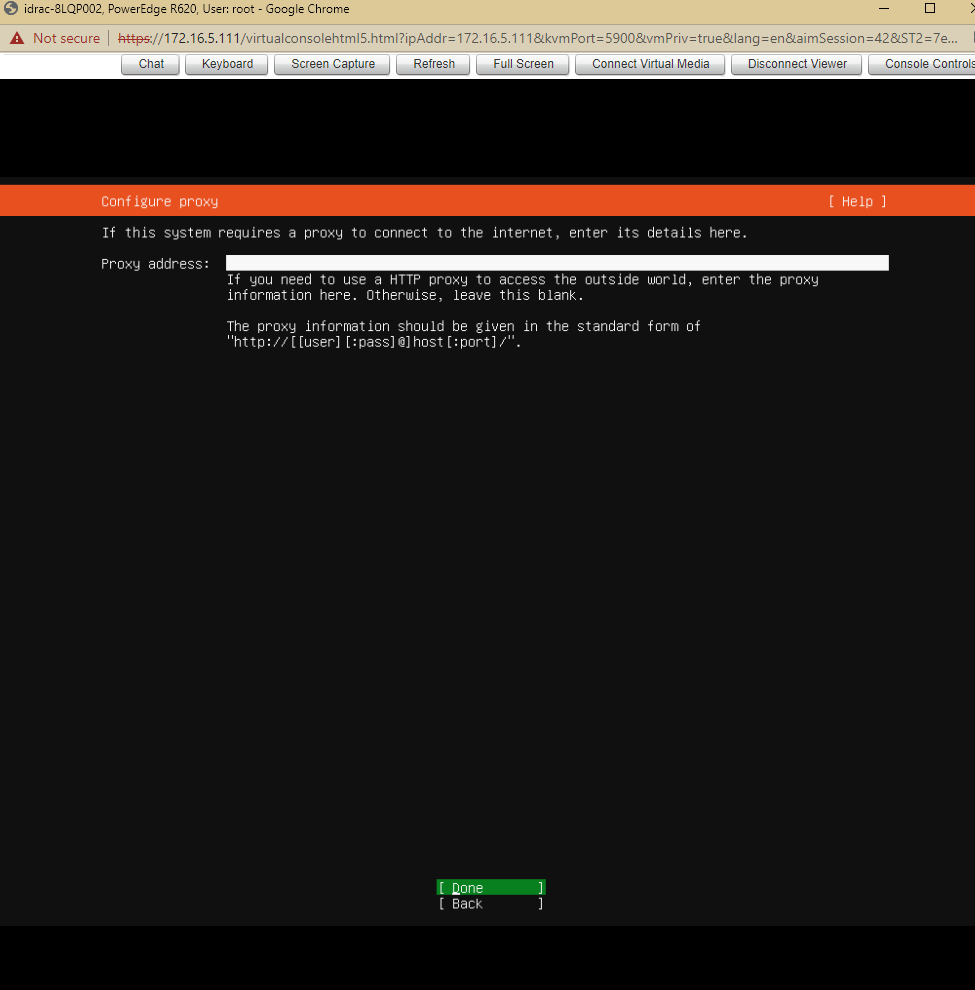 idrac-8LQP002, PowerEdge R620, User: root - Google Chrome
Not secure | https://172.16.5.111/virtualconsolehtml5.html?ipAddr=172.16.5.111&kvmPort=5900&vmPriv=true&lang=en&aimSession=42&ST2=7e...
Chat Keyboard Screen Capture Refresh Full Screen Connect Virtual Media Disconnect Viewer Console Controls
Configure proxy [ Help ]
If this system requires a proxy to connect to the internet, enter its details here.
Proxy address:
If you need to use a HTTP proxy to access the outside world, enter the proxy
information here. Otherwise, leave this blank.
The proxy information should be given in the standard form of
"http://[[user][:pass]@]host[:port]/".
[ Done ]
[ Back ]